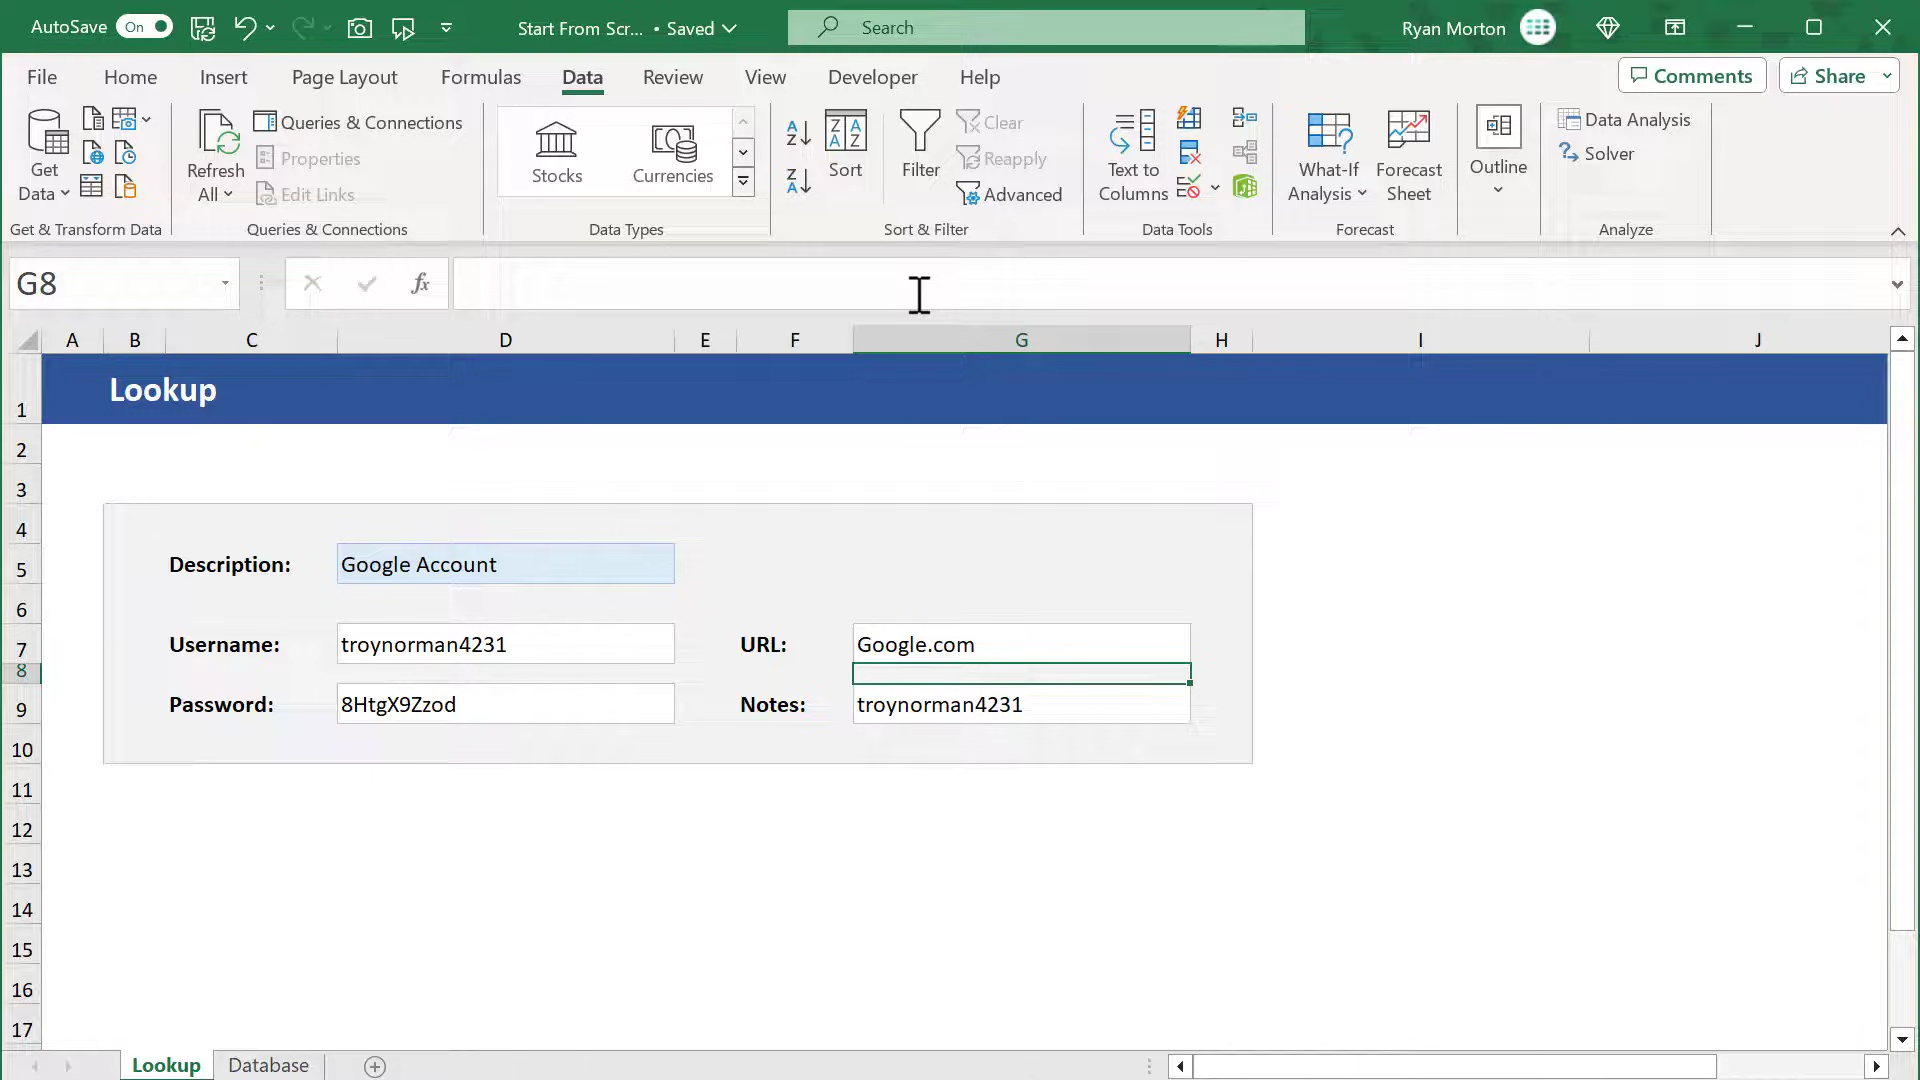 AutoSave On Start From Scr... • Saved Search Ryan Morton
File Home Insert Page Layout Formulas Data Review View Developer Help Comments Share
Get Data
Refresh All
Queries & Connections
Properties
Edit Links
Stocks Currencies
A Z
Z A
Z A A Z
Sort
Filter
Clear
Reapply
Advanced
Text to Columns
What-If Analysis
Forecast Sheet
Outline
Data Analysis
Solver
Get & Transform Data Queries & Connections Data Types Sort & Filter Data Tools Forecast Analyze
G8 fx
A B C D E F G H I J
1 Lookup
2
3
4
5 Description: Google Account
6
7 Username: troynorman4231 URL: Google.com
8
9 Password: 8HtgX9Zzod Notes: troynorman4231
10
11
12
13
14
15
16
17
Lookup Database